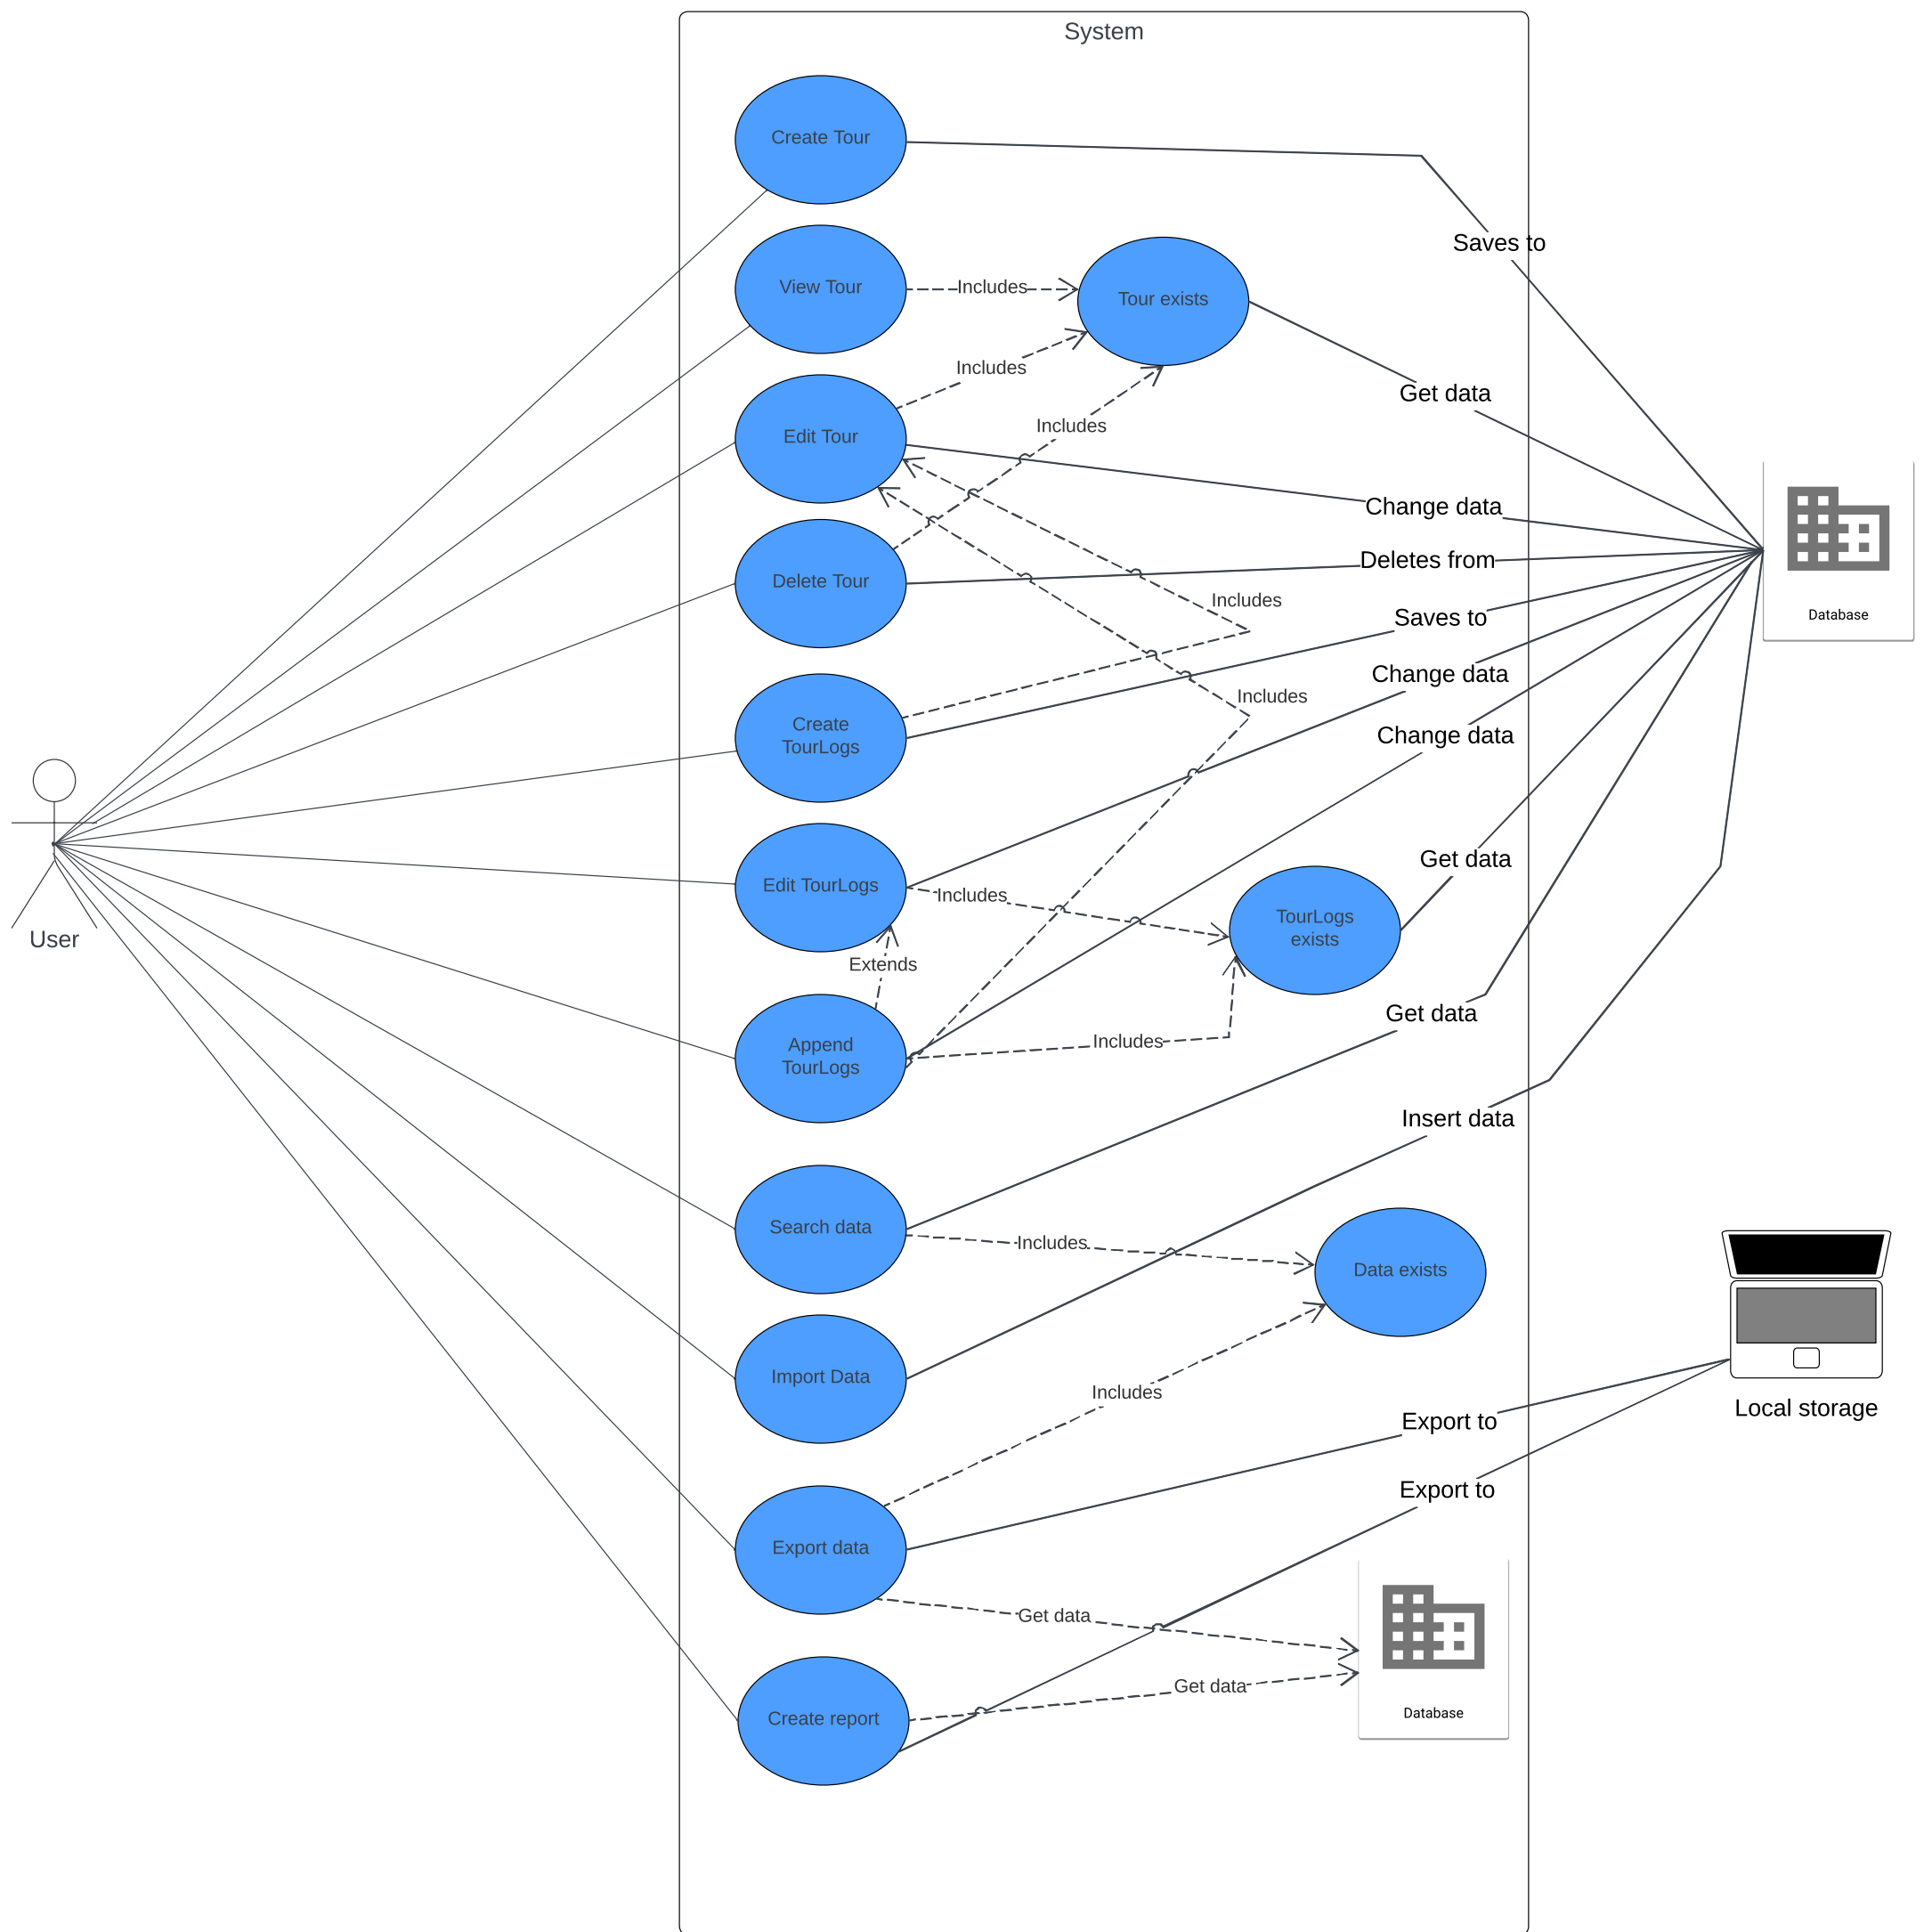 System
Create Tour
Saves to
View Tour
Includes
Tour exists
Includes
Get data
Includes
Edit Tour
Change data
Deletes from
Delete Tour
Includes
Database
Saves to
Change data
Includes
Create
TourLogs
Change data
Get data
Edit TourLogs
Includes
TourLogs
exists
User
Extends
Get data
Append
TourLogs
Includes
Insert data
Search data
Includes
Data exists
Import Data
Includes
Local storage
Export to
Export to
Export data
Get data
Get data
Create report
Database